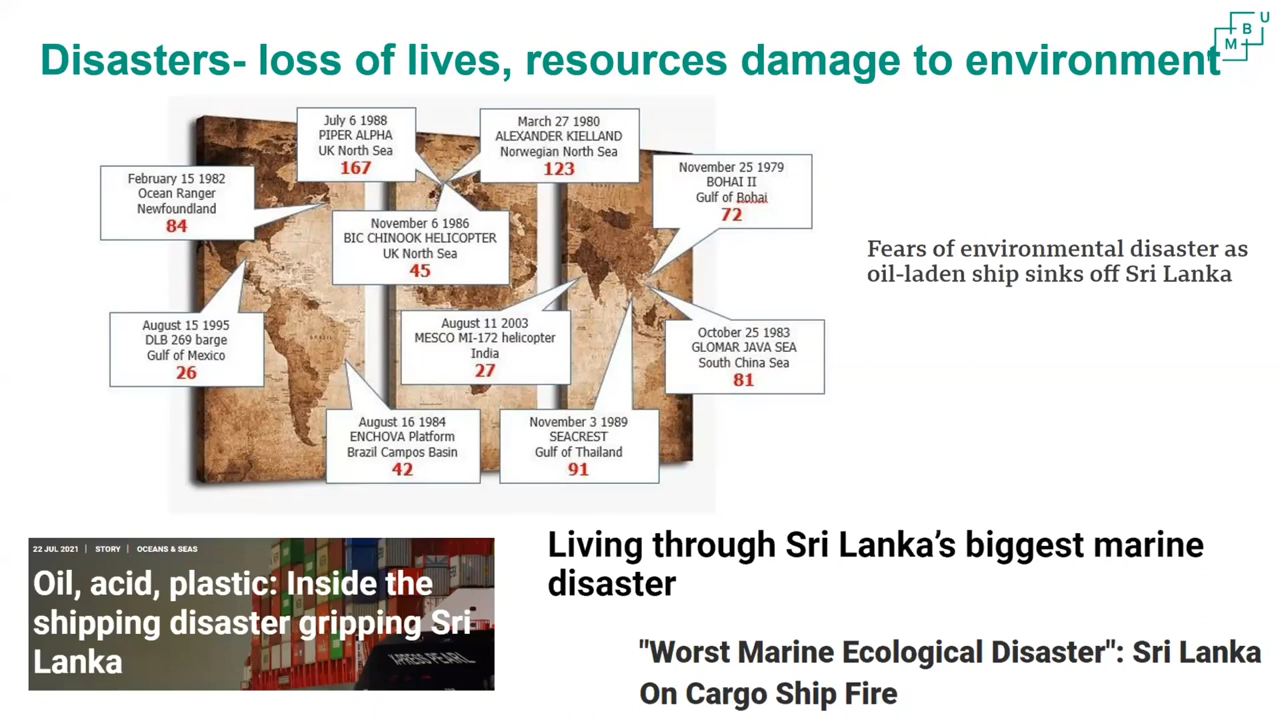 Disasters- loss of lives, resources damage to environment
M B U
July 6 1988
PIPER ALPHA
UK North Sea
167
March 27 1980
ALEXANDER KIELLAND
Norwegian North Sea
123
November 25 1979
BOHAI II
Gulf of Bohai
72
February 15 1982
Ocean Ranger
Newfoundland
84
November 6 1986
BIC CHINOOK HELICOPTER
UK North Sea
45
Fears of environmental disaster as
oil-laden ship sinks off Sri Lanka
August 15 1995
DLB 269 barge
Gulf of Mexico
26
August 11 2003
MESCO MI-172 helicopter
India
27
October 25 1983
GLOMAR JAVA SEA
South China Sea
81
August 16 1984
ENCHOVA Platform
Brazil Campos Basin
42
November 3 1989
SEACREST
Gulf of Thailand
91
22 JUL 2021 | STORY | OCEANS & SEAS
Oil, acid, plastic: Inside the
shipping disaster gripping Sri
Lanka
X-PRESS PEARL
Living through Sri Lanka's biggest marine
disaster
"Worst Marine Ecological Disaster": Sri Lanka
On Cargo Ship Fire